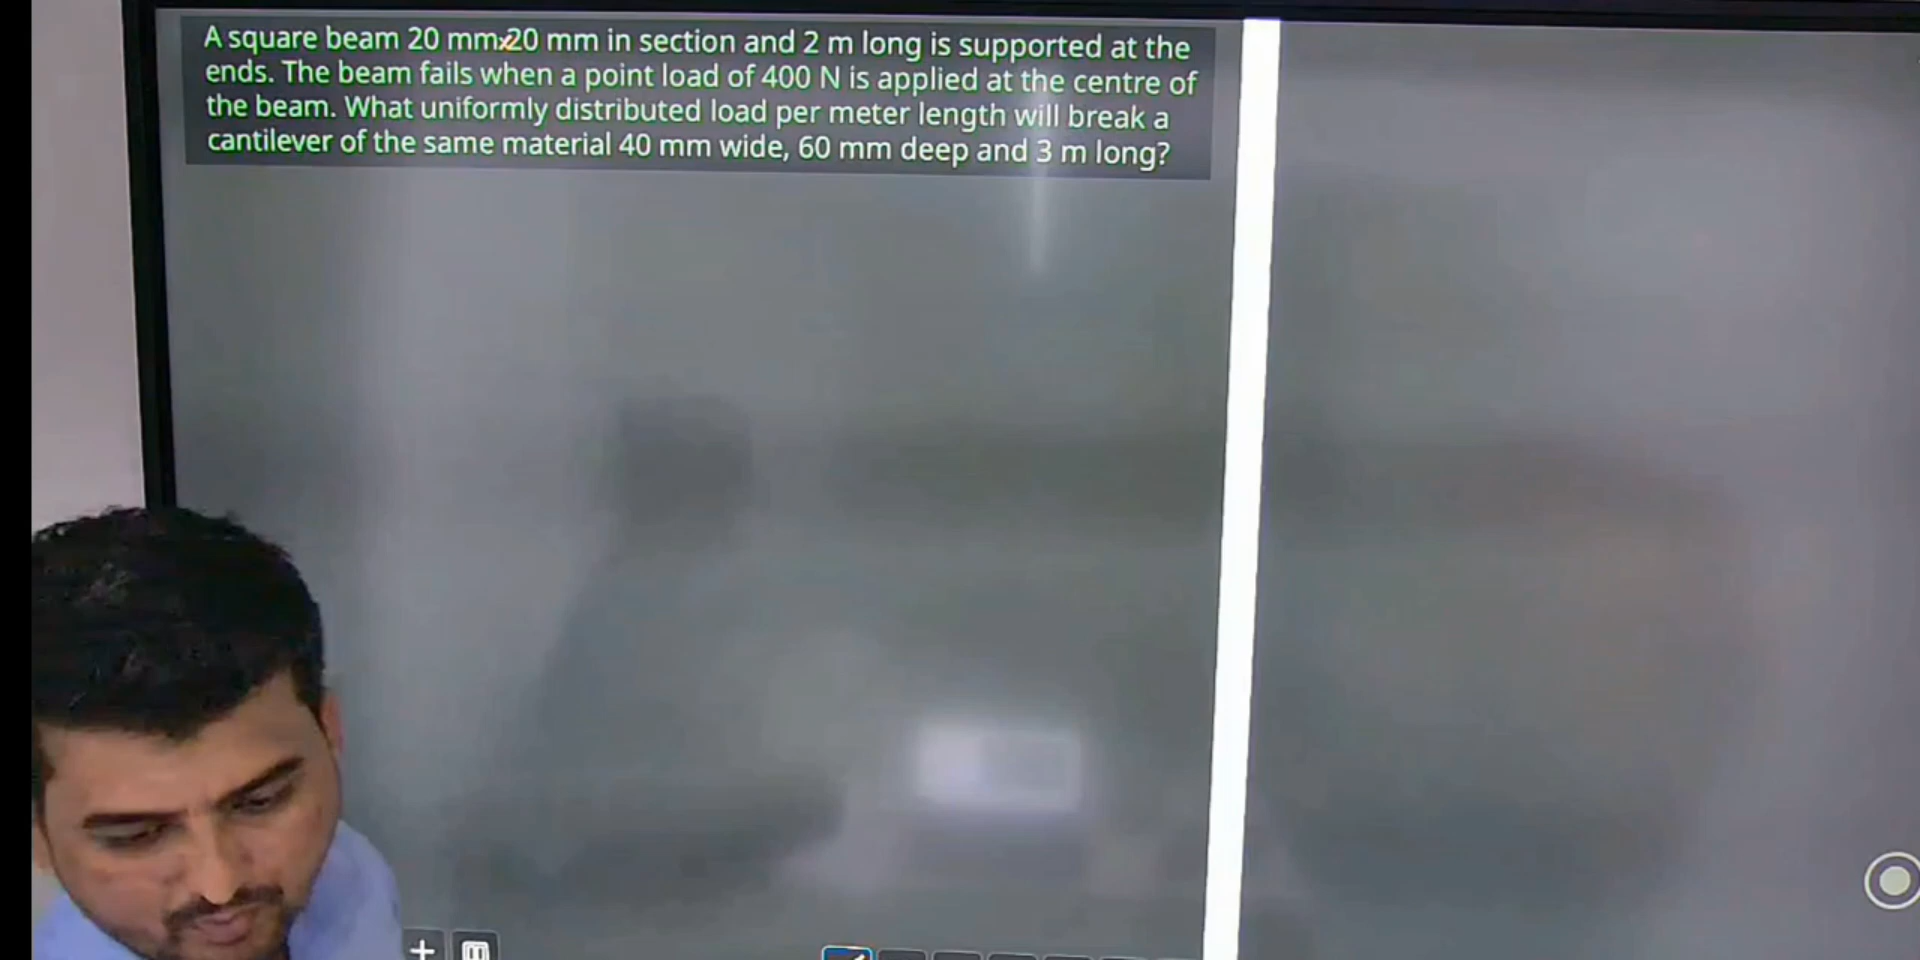 A square beam 20 mmx20 mm in section and 2 m long is supported at the
ends. The beam fails when a point load of 400 N is applied at the centre of
the beam. What uniformly distributed load per meter length will break a
cantilever of the same material 40 mm wide, 60 mm deep and 3 m long?